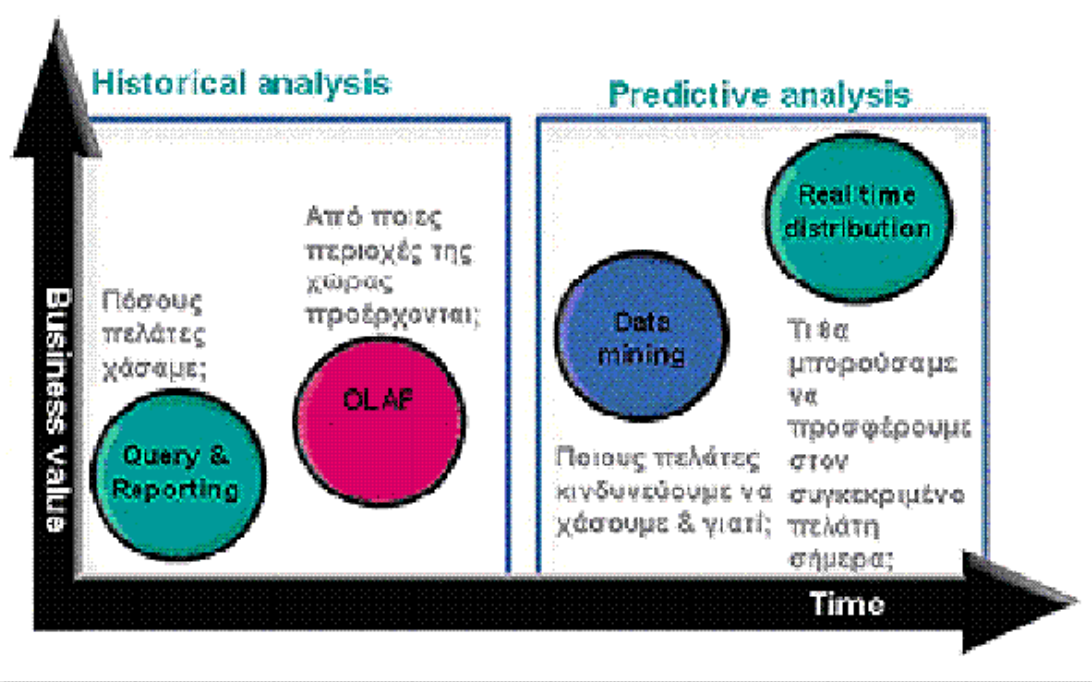 Historical analysis
Predictive analysis
Business value
Πόσους
πελάτες
χάσαμε;
Query &
Reporting
Από ποιες
περιοχές της
χώρας
προέρχονται;
OLAP
Data
mining
Ποιους πελάτες
κινδυνεύουμε να
χάσουμε & γιατί;
Real time
distribution
Τι θα
μπορούσαμε
να
προσφέρουμε
στον
συγκεκριμένο
πελάτη
σήμερα;
Time